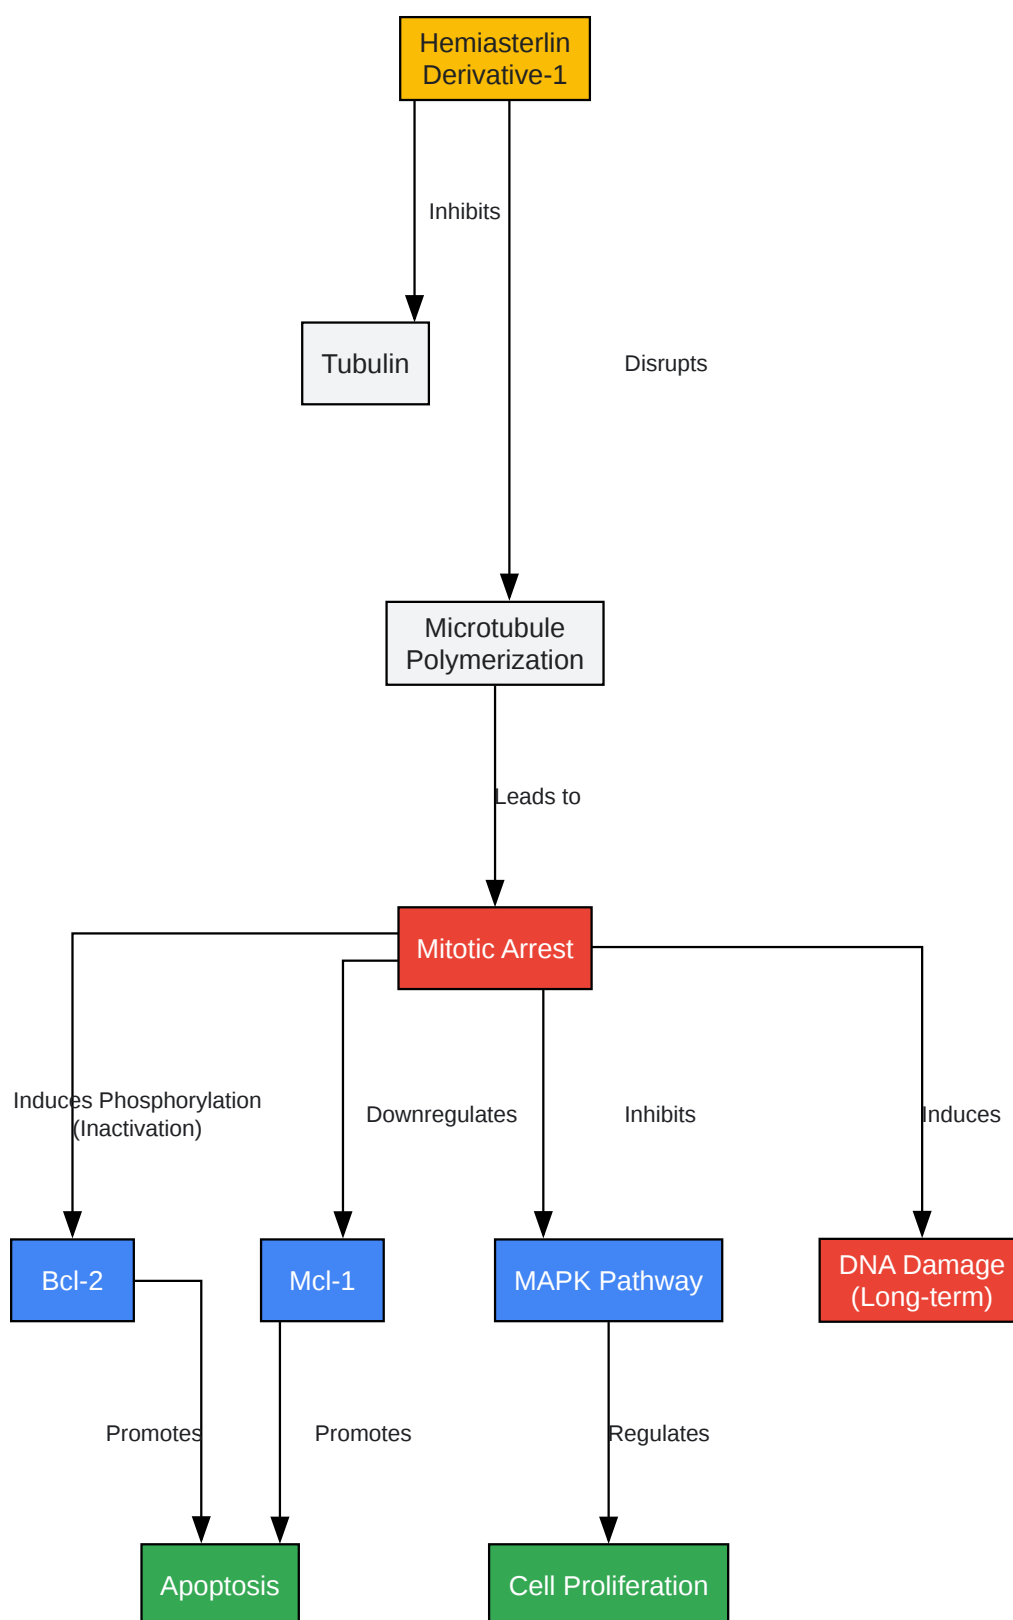 Hemiasterlin
Derivative-1
Inhibits
Tubulin
Disrupts
Microtubule
Polymerization
Leads to
Mitotic Arrest
Induces Phosphorylation
(Inactivation)
Downregulates
Inhibits
Induces
Bcl-2
Mcl-1
MAPK Pathway
DNA Damage
(Long-term)
Promotes
Promotes
Regulates
Apoptosis
Cell Proliferation